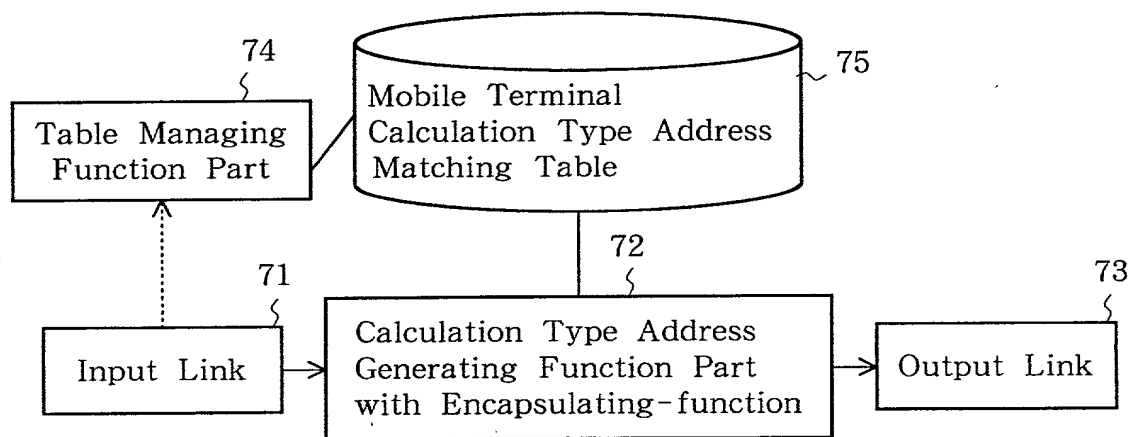 74
75
Table Managing
Function Part
Mobile Terminal
Calculation Type Address
Matching Table
71
72
73
Input Link
Calculation Type Address
Generating Function Part
with Encapsulating-function
Output Link